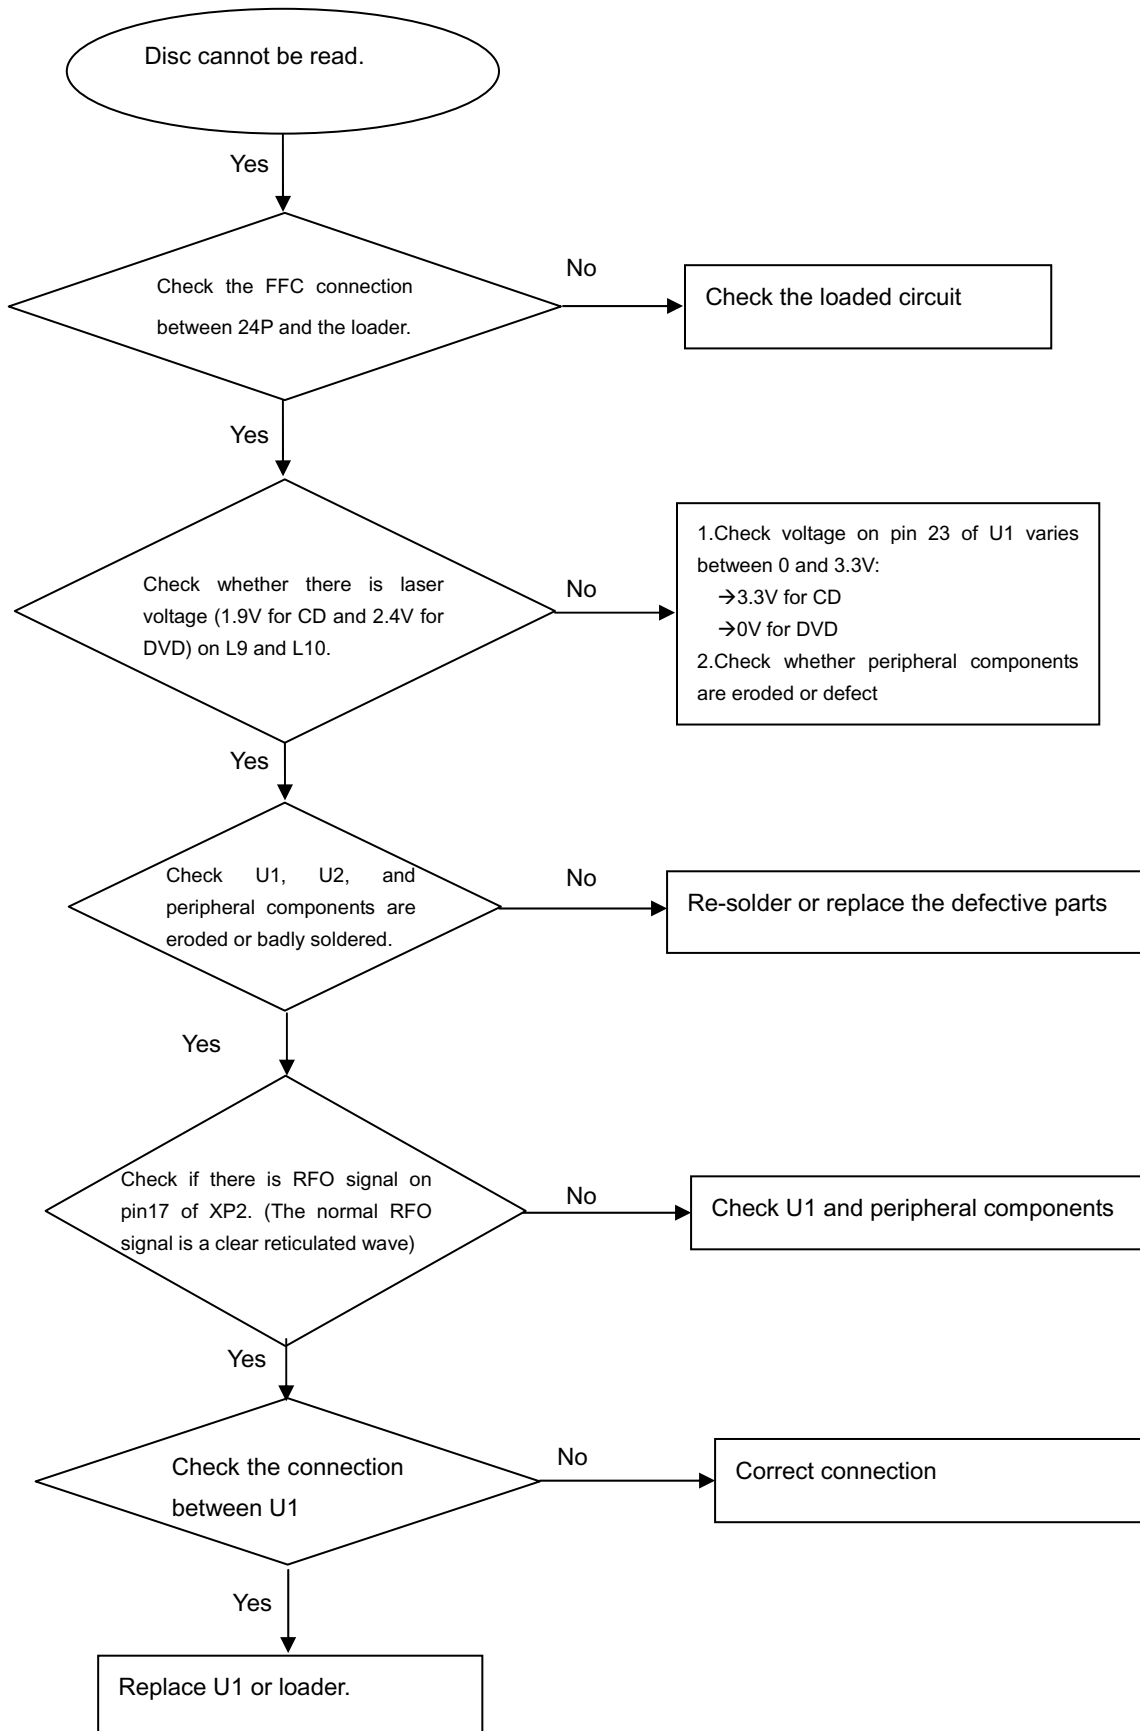 Disc cannot be read.
Yes
Check the FFC connection
between 24P and the loader.
No
Check the loaded circuit
Yes
Check whether there is laser
voltage (1.9V for CD and 2.4V for
DVD) on L9 and L10.
No
1.Check voltage on pin 23 of U1 varies
between 0 and 3.3V:
→3.3V for CD
→0V for DVD
2.Check whether peripheral components
are eroded or defect
Yes
Check U1, U2, and
peripheral components are
eroded or badly soldered.
No
Re-solder or replace the defective parts
Yes
Check if there is RFO signal on
pin17 of XP2. (The normal RFO
signal is a clear reticulated wave)
No
Check U1 and peripheral components
Yes
Check the connection
between U1
No
Correct connection
Yes
Replace U1 or loader.